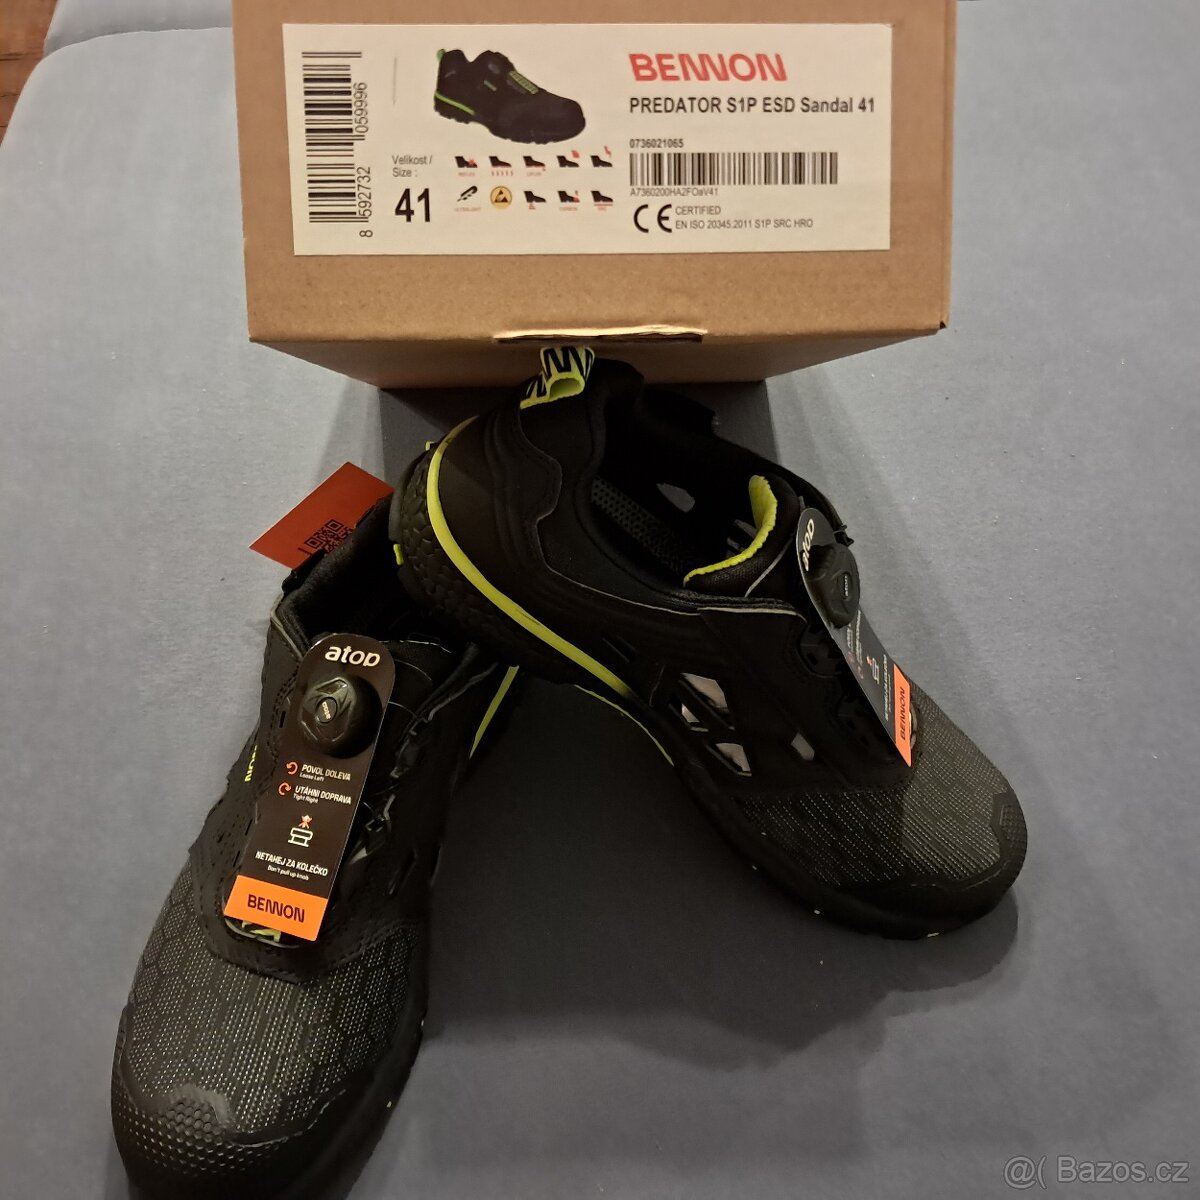 BENNON
PREDATOR S1P ESD Sandal 41
0736021065
A7360200HA2FOaV41
CE CERTIFIED
EN ISO 20345:2011 S1P SRC HRO
Velikost /
Size :
41
8 592732 059996
atop
POVOL DOLEVA
Loose Left
UTÁHNI DOPRAVA
Tight Right
NETAHEJ ZA KOLEČKO
Don't pull up knob
BENNON
atop
BENNON
@( Bazos.cz